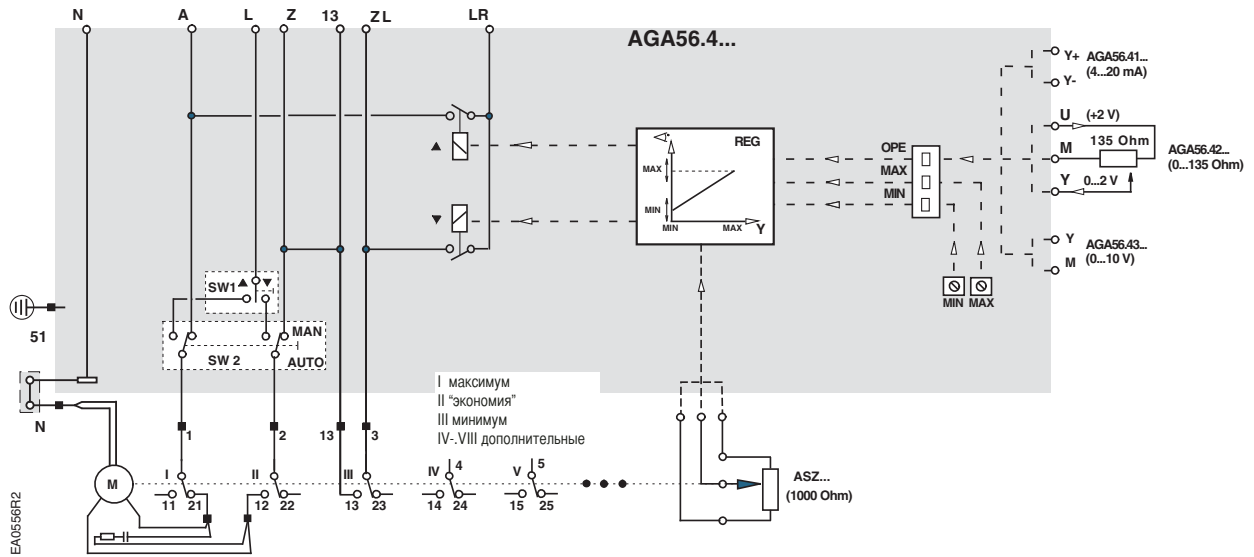 N A L Z 13 ZL LR
AGA56.4...
Y+ AGA56.41...
(4...20 mA)
Y-
U (+2 V)
135 Ohm
M
AGA56.42...
(0...135 Ohm)
Y 0...2 V
Y AGA56.43...
(0...10 V)
M
REG
MAX
MIN
MIN MAX Y
OPE
MAX
MIN
MIN MAX
SW1
MAN
SW 2 AUTO
51
N
I максимум
II "экономия"
III минимум
IV-.VIII дополнительные
1 2 13 3
I II III IV 4 V 5
M
11 21 12 22 13 23 14 24 15 25
ASZ...
(1000 Ohm)
EA0556R2